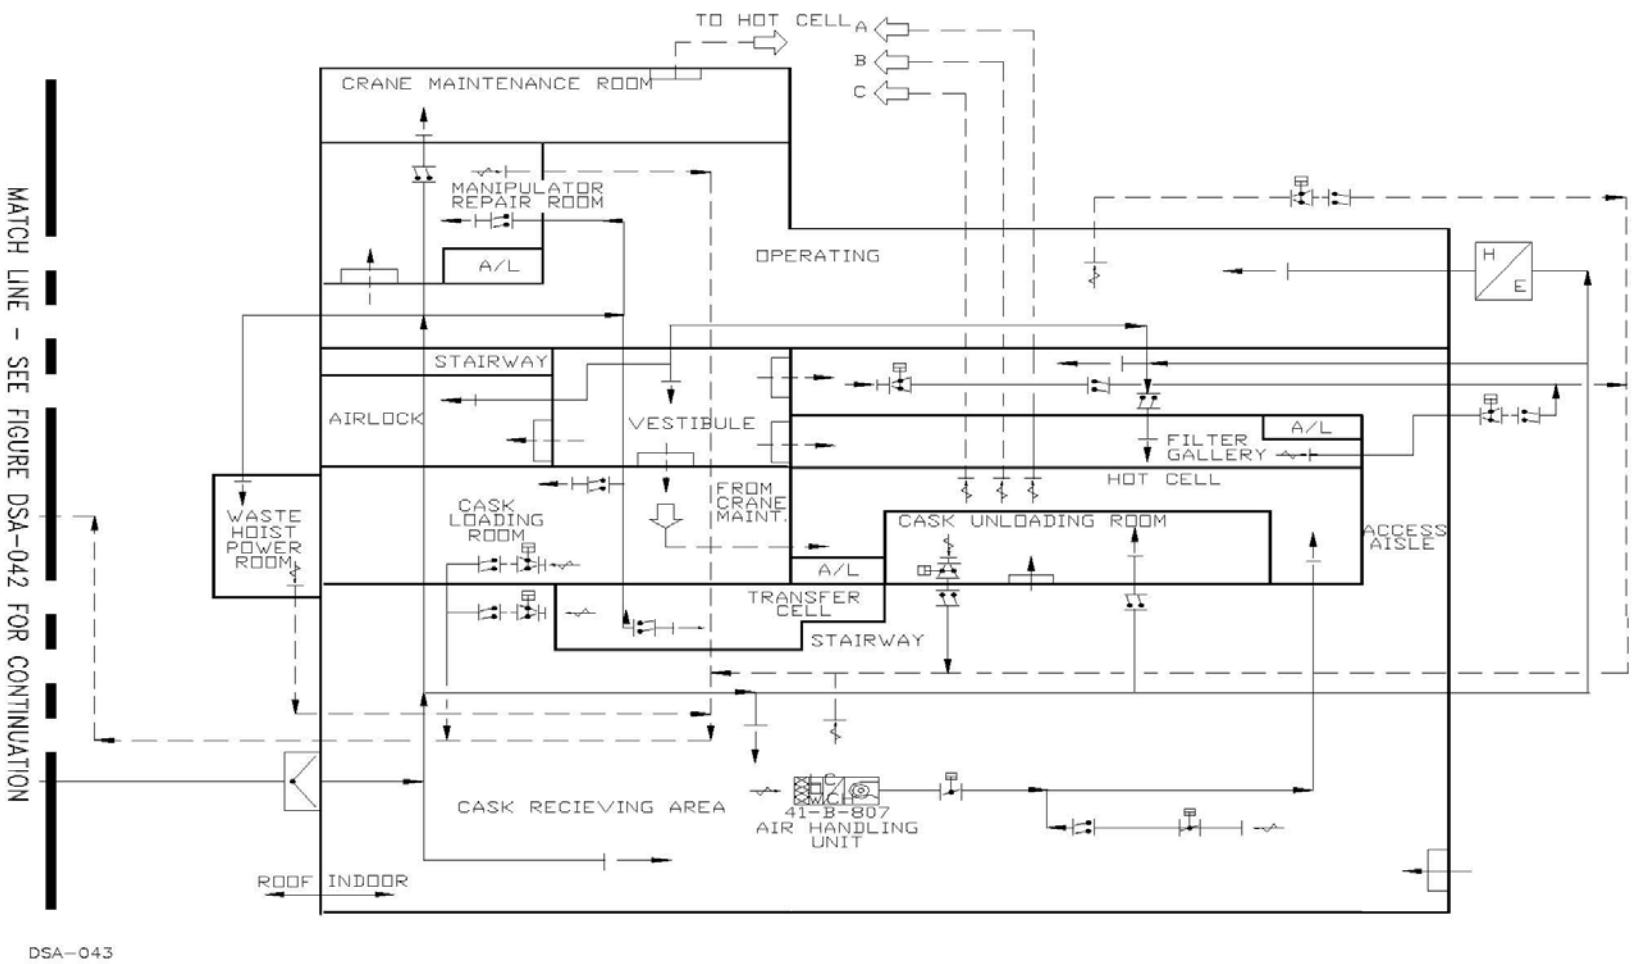 TO HOT CELL
A
B
C
CRANE MAINTENANCE ROOM
MANIPULATOR
REPAIR ROOM
A/L
OPERATING
H
E
STAIRWAY
AIRLOCK
VESTIBULE
A/L
FILTER
GALLERY
HOT CELL
FROM
CRANE
MAINT.
CASK
LOADING
ROOM
CASK UNLOADING ROOM
ACCESS
AISLE
WASTE
HOIST
POWER
ROOM
A/L
TRANSFER
CELL
STAIRWAY
CASK RECIEVING AREA
LC
WCH
41-B-807
AIR HANDLING
UNIT
ROOF INDOOR
MATCH LINE - SEE FIGURE DSA-042 FOR CONTINUATION
DSA-043